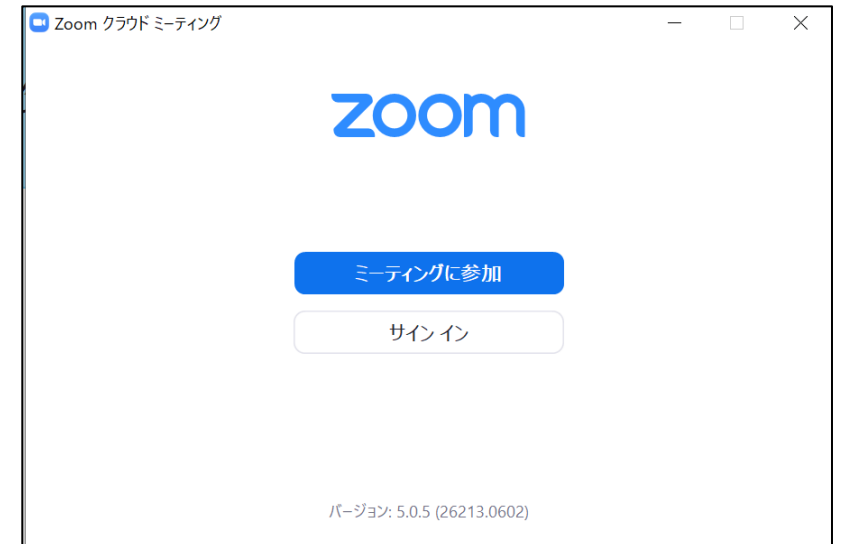 Zoom クラウド ミーティング
zoom
ミーティングに参加
サイン イン
バージョン: 5.0.5 (26213.0602)